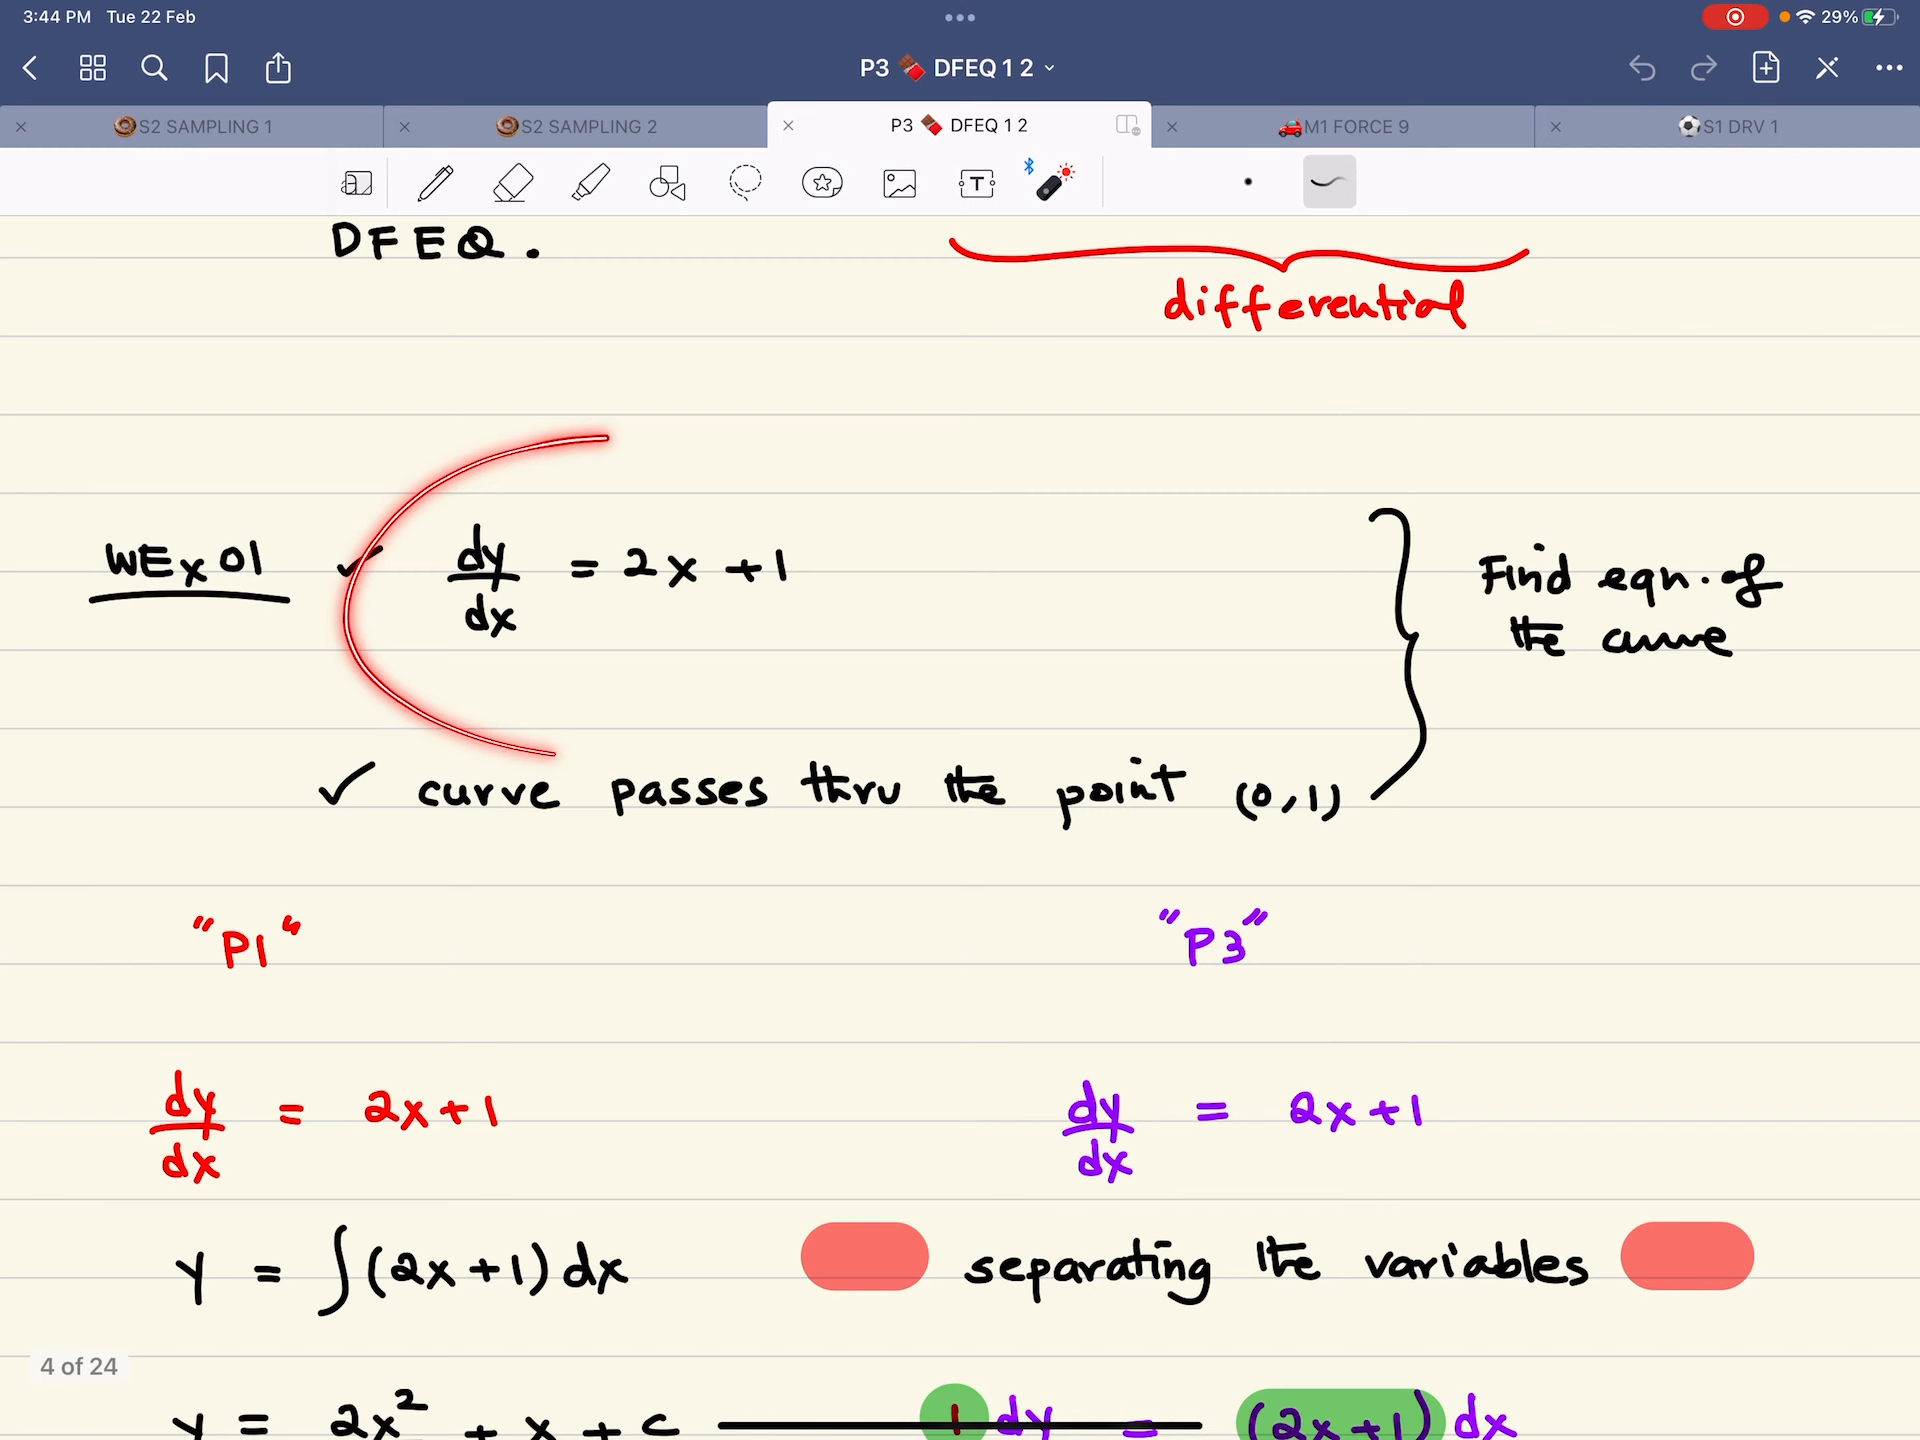 3:44 PM Tue 22 Feb
29%
P3 🍫 DFEQ 1 2
S2 SAMPLING 1
S2 SAMPLING 2
P3 DFEQ 1 2
M1 FORCE 9
S1 DRV 1
DFEQ.
differential
WEx01 ✓ dy/dx = 2x + 1
Find eqn. of
the curve
✓ curve passes thru the point (0,1)
"P1" "P3"
dy/dx = 2x+1 dy/dx = 2x+1
y = ∫(2x+1)dx separating the variables
4 of 24
y = 2x² + x + c 1 dy = (2x+1) dx